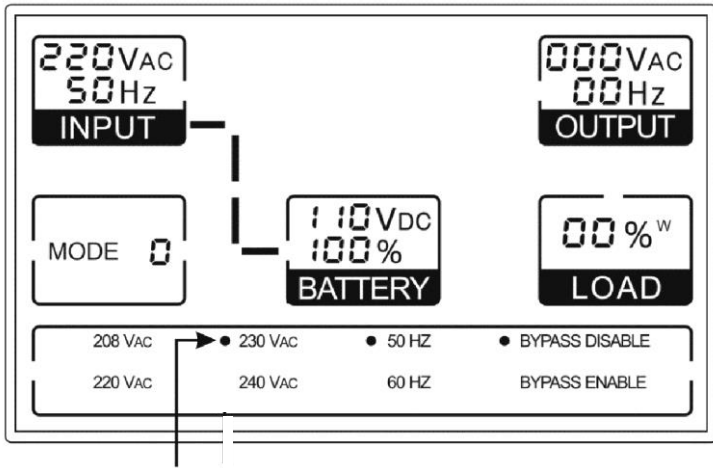 220VAC
50Hz
INPUT
000VAC
00Hz
OUTPUT
MODE 0
110VDC
100%
BATTERY
00%W
LOAD
208 VAC ● 230 VAC ● 50 HZ ● BYPASS DISABLE
220 VAC 240 VAC 60 HZ BYPASS ENABLE